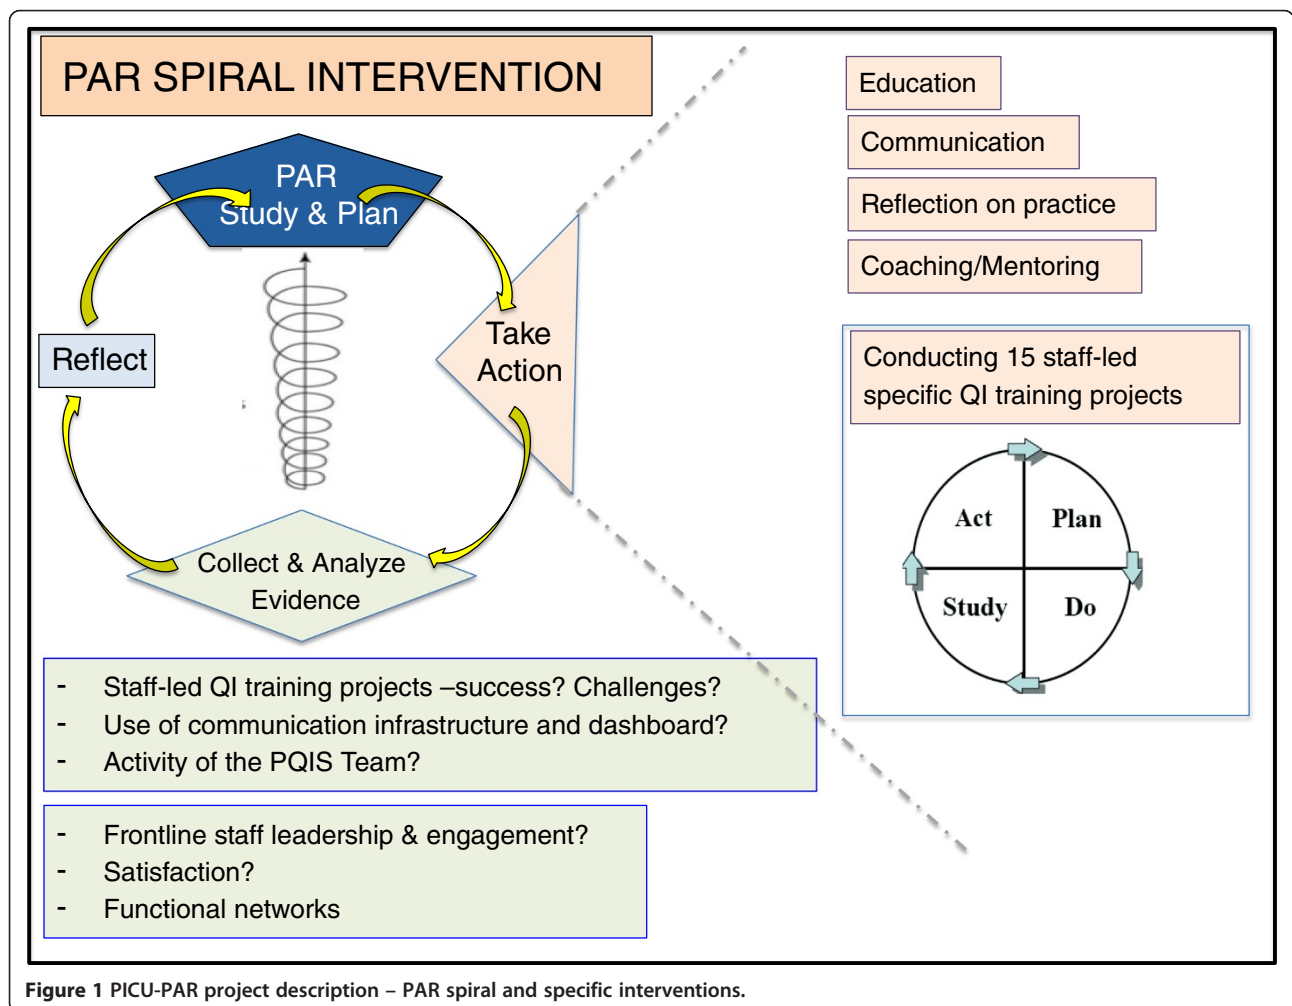 PAR SPIRAL INTERVENTION
PAR
Study & Plan
Take
Action
Collect & Analyze
Evidence
Reflect
- Staff-led QI training projects –success? Challenges?
- Use of communication infrastructure and dashboard?
- Activity of the PQIS Team?
- Frontline staff leadership & engagement?
- Satisfaction?
- Functional networks
Education
Communication
Reflection on practice
Coaching/Mentoring
Conducting 15 staff-led
specific QI training projects
Act
Plan
Study
Do
Figure 1 PICU-PAR project description – PAR spiral and specific interventions.